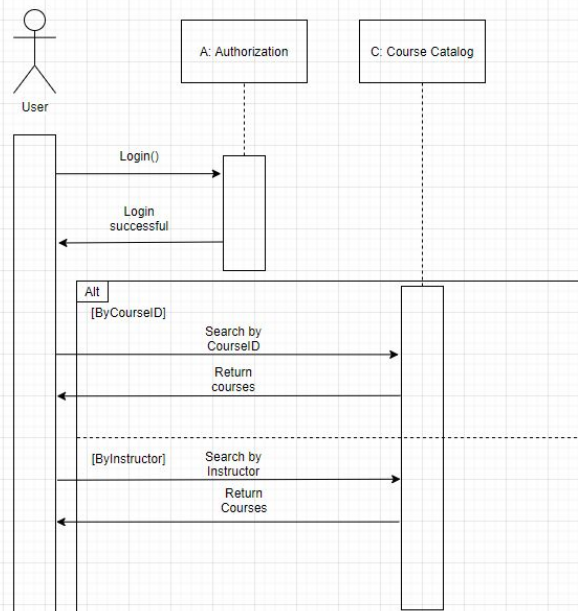 A: Authorization
C: Course Catalog
User
Login()
Login
successful
Alt
[ByCourseID]
Search by
CourseID
Return
courses
[ByInstructor]
Search by
Instructor
Return
Courses